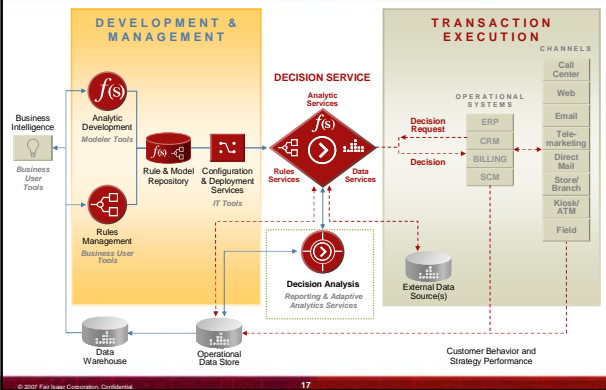 DEVELOPMENT &
MANAGEMENT
TRANSACTION
EXECUTION
CHANNELS
Call
Center
Web
Email
Tele-
marketing
Direct
Mail
Store/
Branch
Kiosk/
ATM
Field
OPERATIONAL
SYSTEMS
ERP
CRM
BILLING
SCM
DECISION SERVICE
Analytic
Services
f(s)
Rules
Services
Data
Services
Decision
Request
Decision
f(s)
Analytic
Development
Modeler Tools
Business
Intelligence
Business
User
Tools
f(s)
Rule & Model
Repository
Configuration
& Deployment
Services
IT Tools
Rules
Management
Business User
Tools
Decision Analysis
Reporting & Adaptive
Analytics Services
External Data
Source(s)
Data
Warehouse
Operational
Data Store
Customer Behavior and
Strategy Performance
© 2007 Fair Isaac Corporation. Confidential.
17